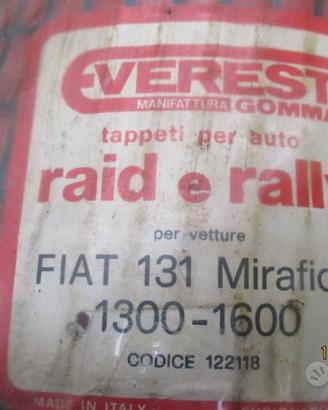 EVEREST
MANIFATTURA GOMMA
tappeti per auto
raid e rally
per vetture
FIAT 131 Mirafio
1300-1600
CODICE 122118
MADE IN ITALY